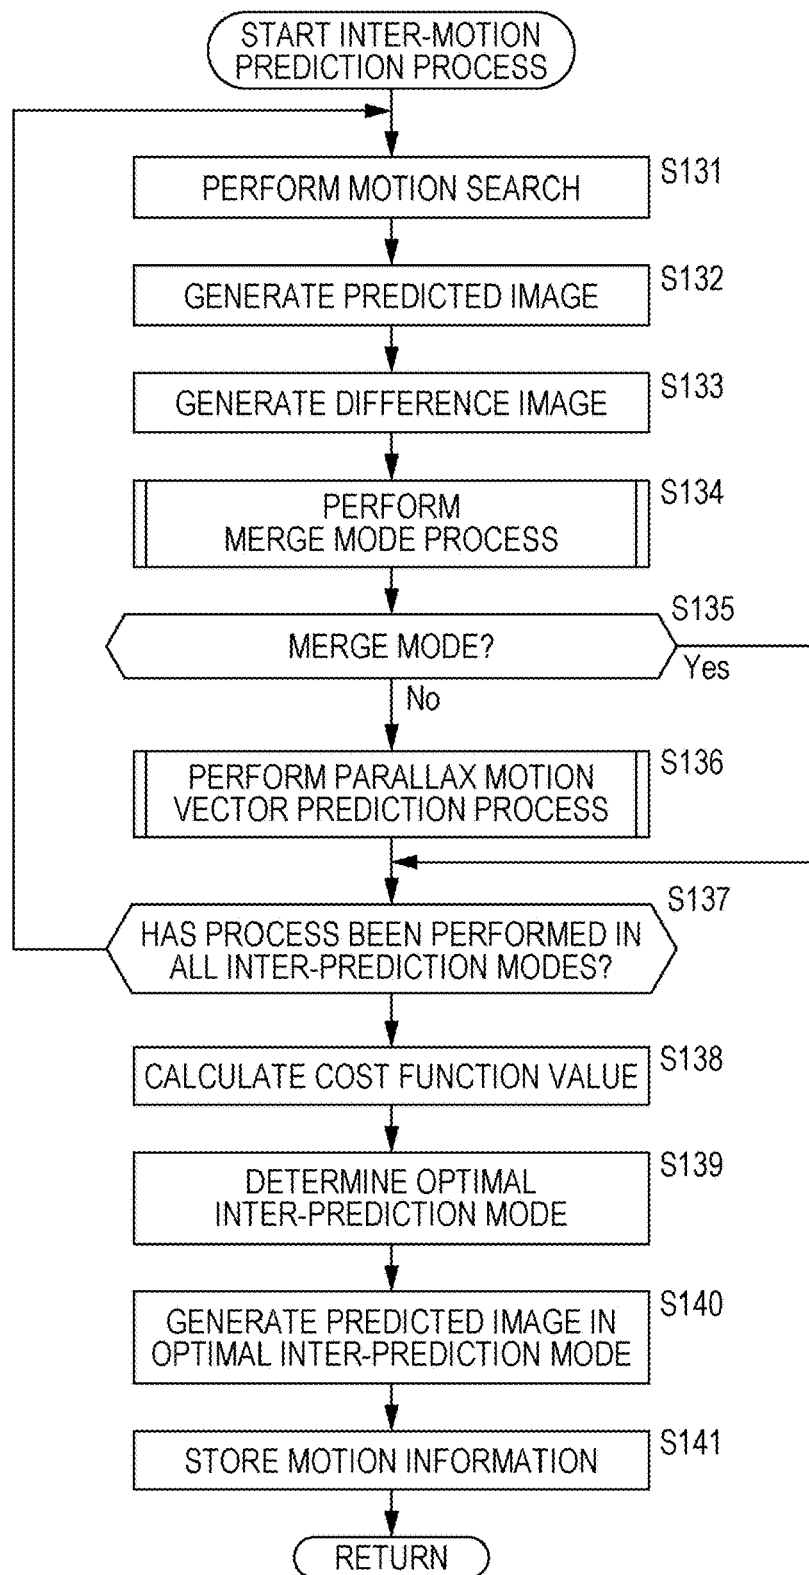 START INTER-MOTION
PREDICTION PROCESS
S131
PERFORM MOTION SEARCH
S132
GENERATE PREDICTED IMAGE
S133
GENERATE DIFFERENCE IMAGE
S134
PERFORM
MERGE MODE PROCESS
S135
MERGE MODE?
Yes
No
S136
PERFORM PARALLAX MOTION
VECTOR PREDICTION PROCESS
S137
HAS PROCESS BEEN PERFORMED IN
ALL INTER-PREDICTION MODES?
S138
CALCULATE COST FUNCTION VALUE
S139
DETERMINE OPTIMAL
INTER-PREDICTION MODE
S140
GENERATE PREDICTED IMAGE IN
OPTIMAL INTER-PREDICTION MODE
S141
STORE MOTION INFORMATION
RETURN